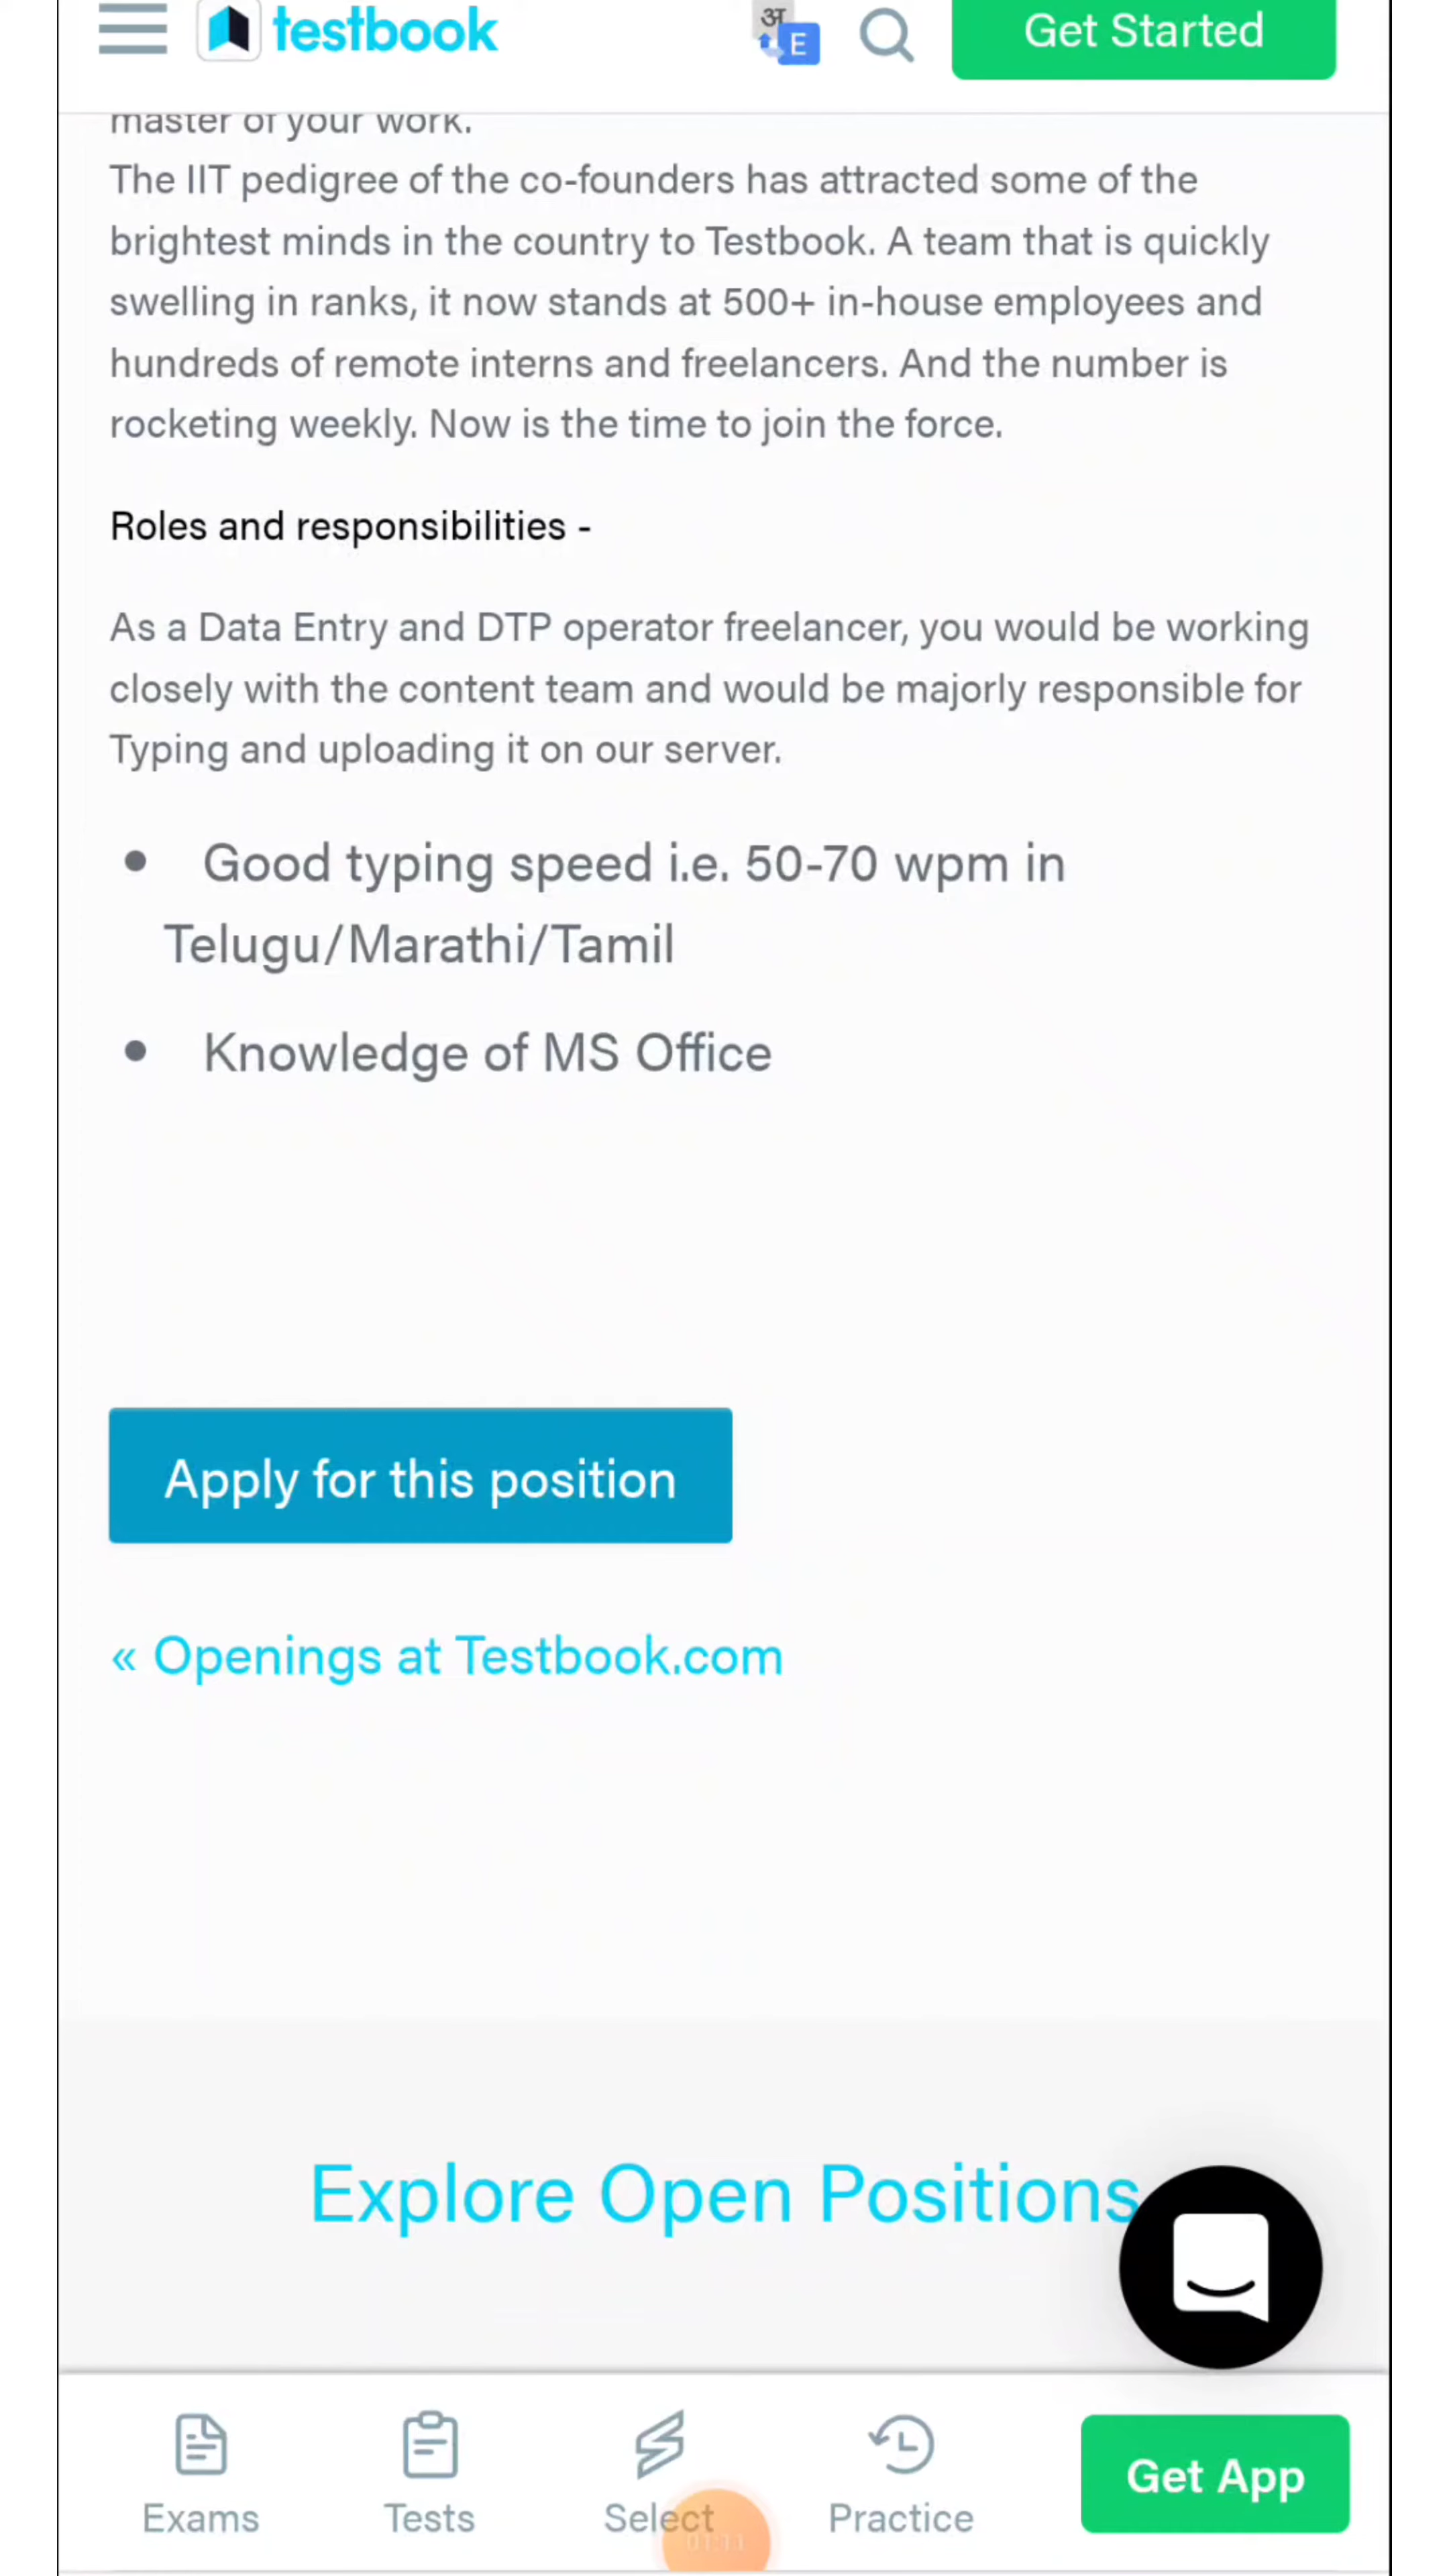 testbook
अ
E
Get Started
master of your work.
The IIT pedigree of the co-founders has attracted some of the
brightest minds in the country to Testbook. A team that is quickly
swelling in ranks, it now stands at 500+ in-house employees and
hundreds of remote interns and freelancers. And the number is
rocketing weekly. Now is the time to join the force.
Roles and responsibilities -
As a Data Entry and DTP operator freelancer, you would be working
closely with the content team and would be majorly responsible for
Typing and uploading it on our server.
• Good typing speed i.e. 50-70 wpm in
Telugu/Marathi/Tamil
• Knowledge of MS Office
Apply for this position
« Openings at Testbook.com
Explore Open Positions
Exams
Tests
Select
Practice
Get App